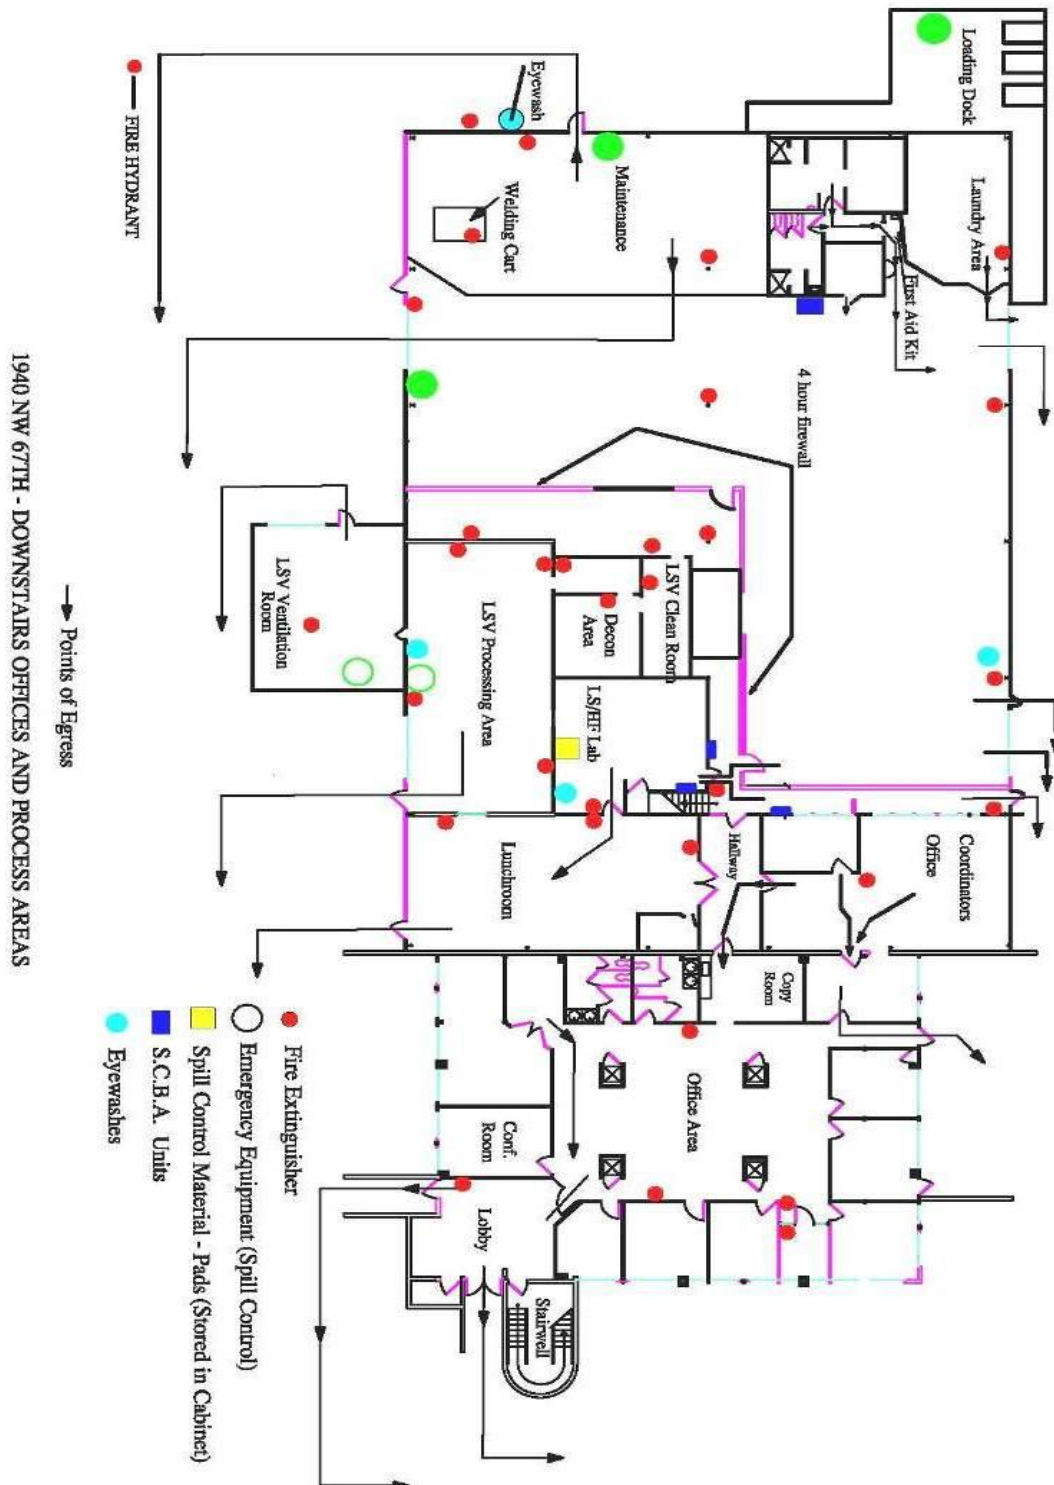 Loading Dock
Laundry Area
First Aid Kit
Eyewash
Maintenance
Welding Cart
FIRE HYDRANT
4 hour firewall
LSV Ventilation
Room
LSV Processing Area
Decon
Area
LSV Clean Room
LS/HF Lab
Lunchroom
Hallway
Coordinators
Office
Copy
Room
Office Area
Conf.
Room
Lobby
Stairwell
Points of Egress
1940 NW 67TH - DOWNSTAIRS OFFICES AND PROCESS AREAS
Fire Extinguisher
Emergency Equipment (Spill Control)
Spill Control Material - Pads (Stored in Cabinet)
S.C.B.A. Units
Eyewashes